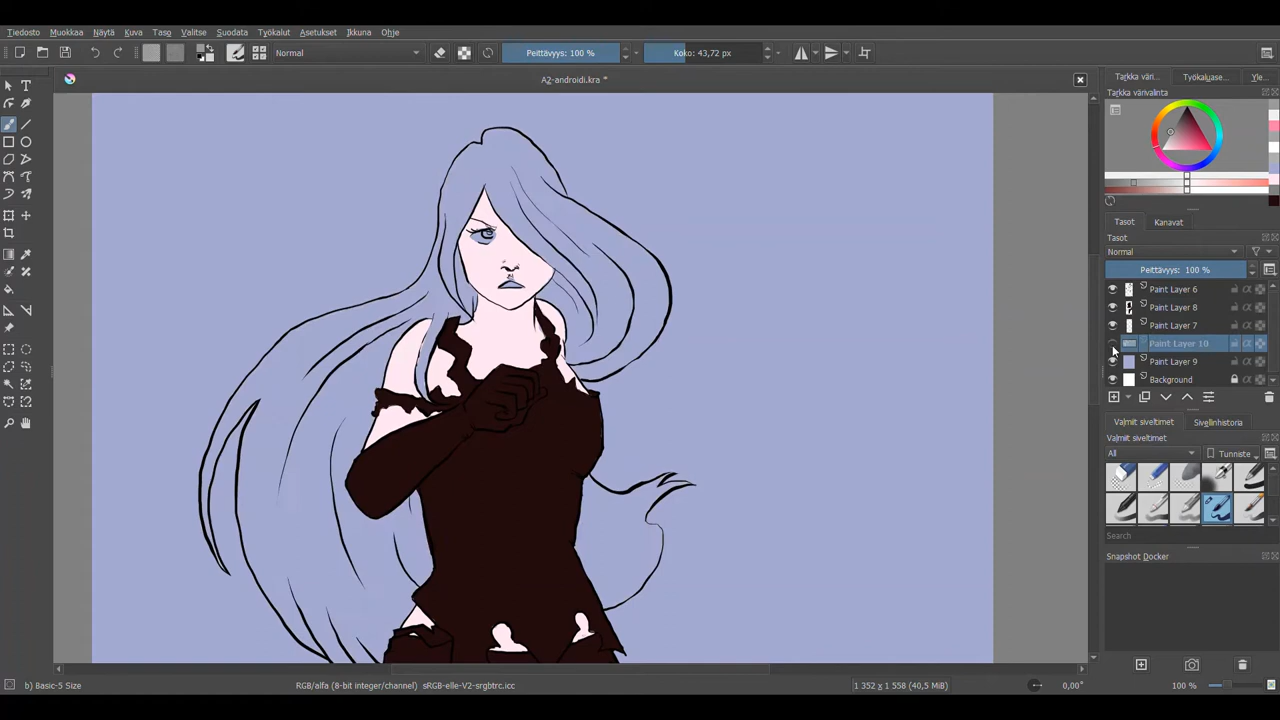 Tiedosto Muokkaa Näytä Kuva Taso Valitse Suodata Työkalut Asetukset Ikkuna Ohje
Normal Peittävyys: 100 % Koko: 43,72 px
A2-androidi.kra *
Tarkka väri... Työkaluase... Yle...
Tarkka värivalinta
Tasot Kanavat
Tasot
Normal
Peittävyys: 100 %
Paint Layer 6
Paint Layer 8
Paint Layer 7
Paint Layer 10
Paint Layer 9
Background
Valmiit siveltimet Sivellinhistoria
Valmiit siveltimet
All Tunniste
Search
Snapshot Docker
b) Basic-5 Size RGB/alfa (8-bit integer/channel) sRGB-elle-V2-srgbtrc.icc 1 352 x 1 558 (40,5 MiB) 0,00° 100 %